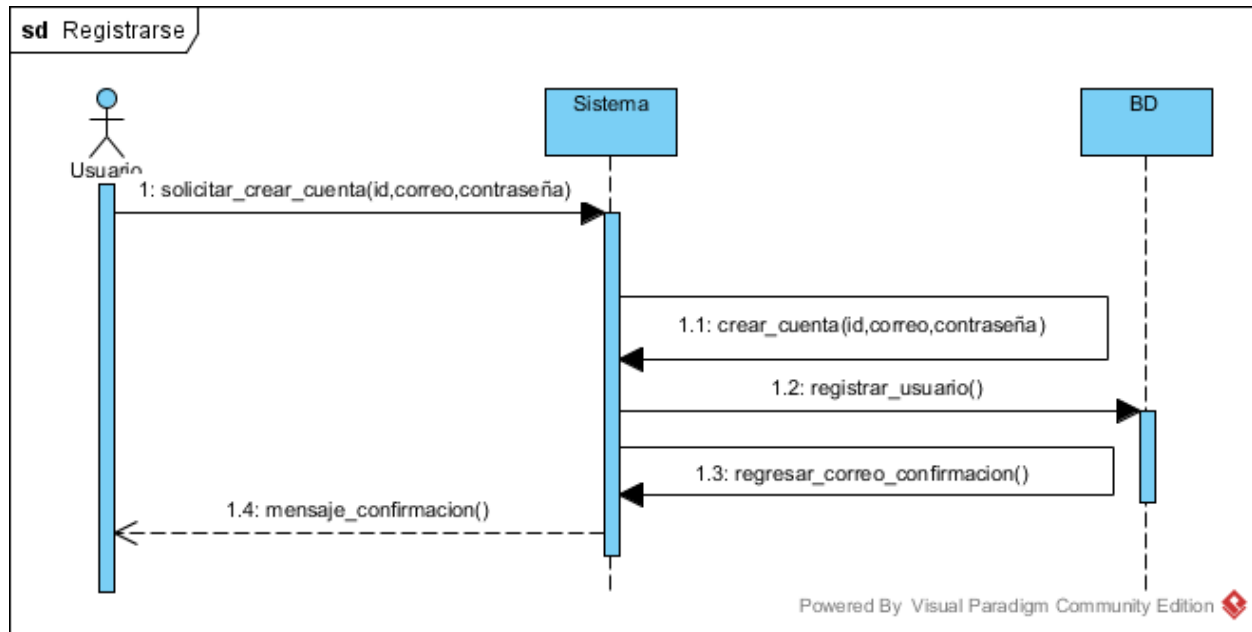 sd Registrarse
Usuario
Sistema
BD
1: solicitar_crear_cuenta(id,correo,contraseña)
1.1: crear_cuenta(id,correo,contraseña)
1.2: registrar_usuario()
1.3: regresar_correo_confirmacion()
1.4: mensaje_confirmacion()
Powered By Visual Paradigm Community Edition